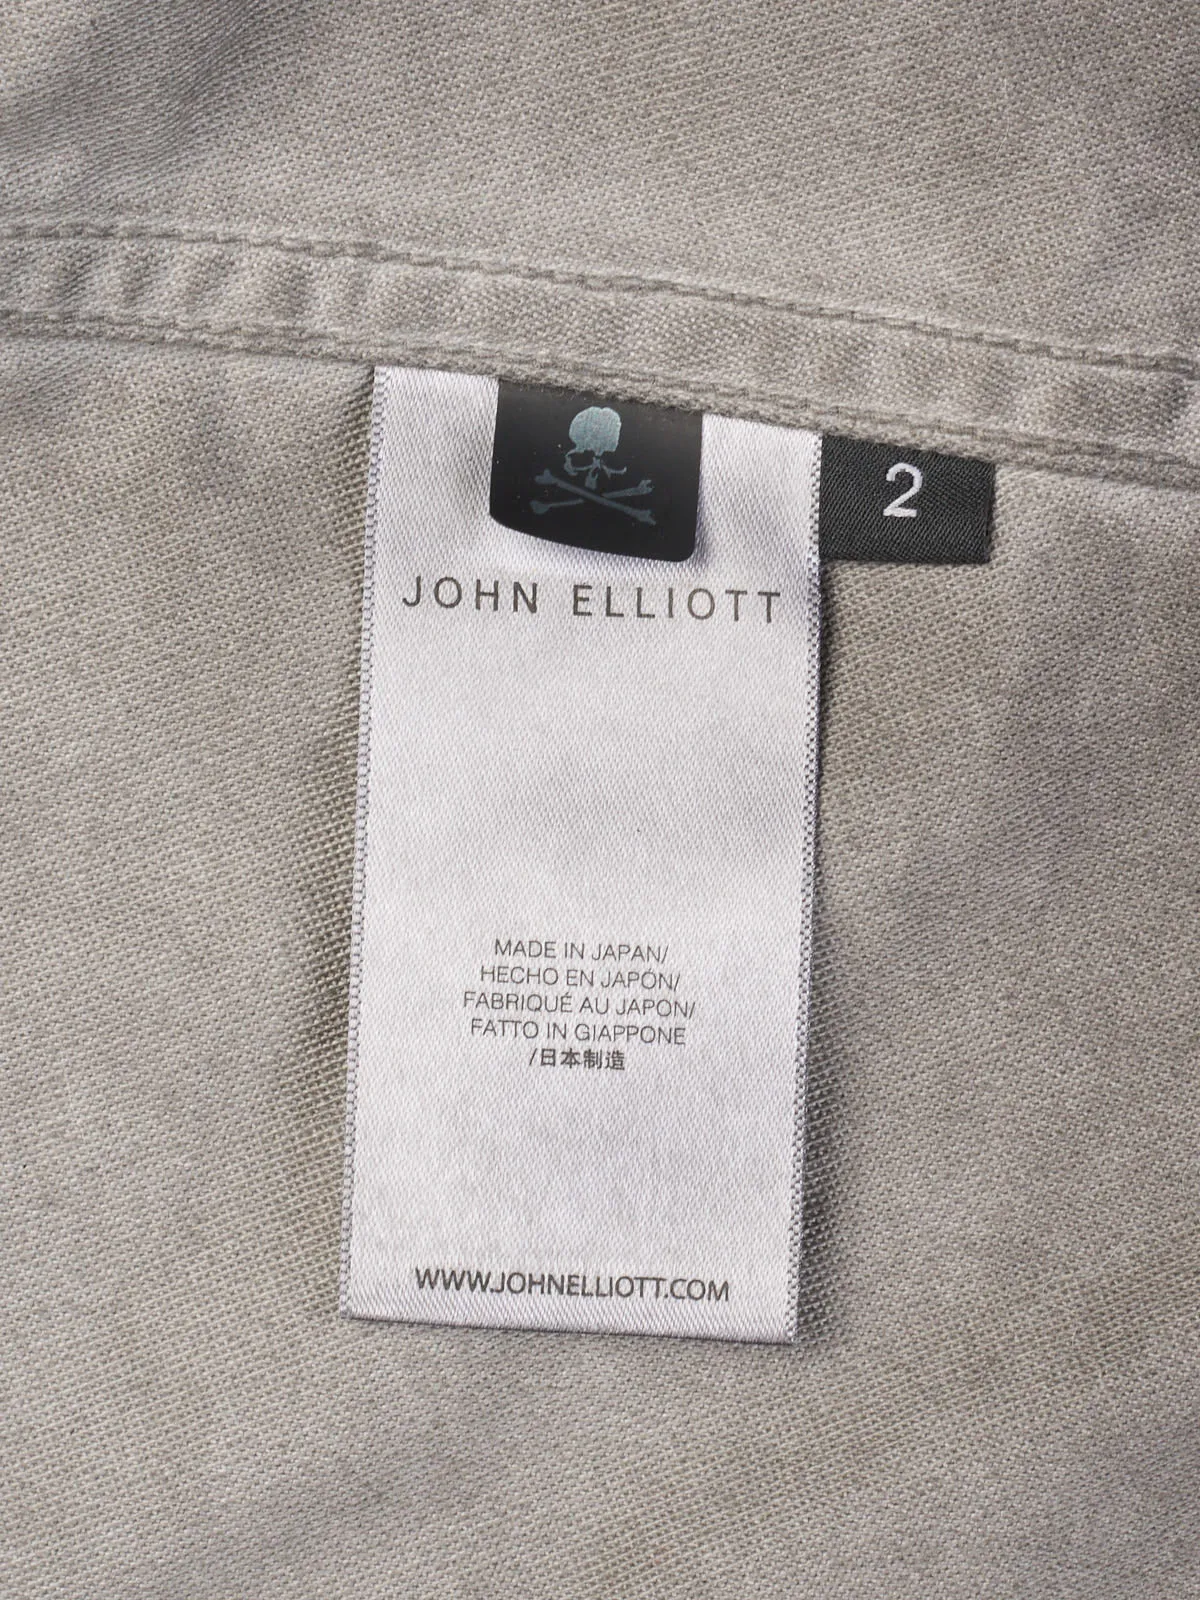 2
JOHN ELLIOTT
MADE IN JAPAN/
HECHO EN JAPÓN/
FABRIQUÉ AU JAPON/
FATTO IN GIAPPONE
/日本制造
WWW.JOHNELLIOTT.COM